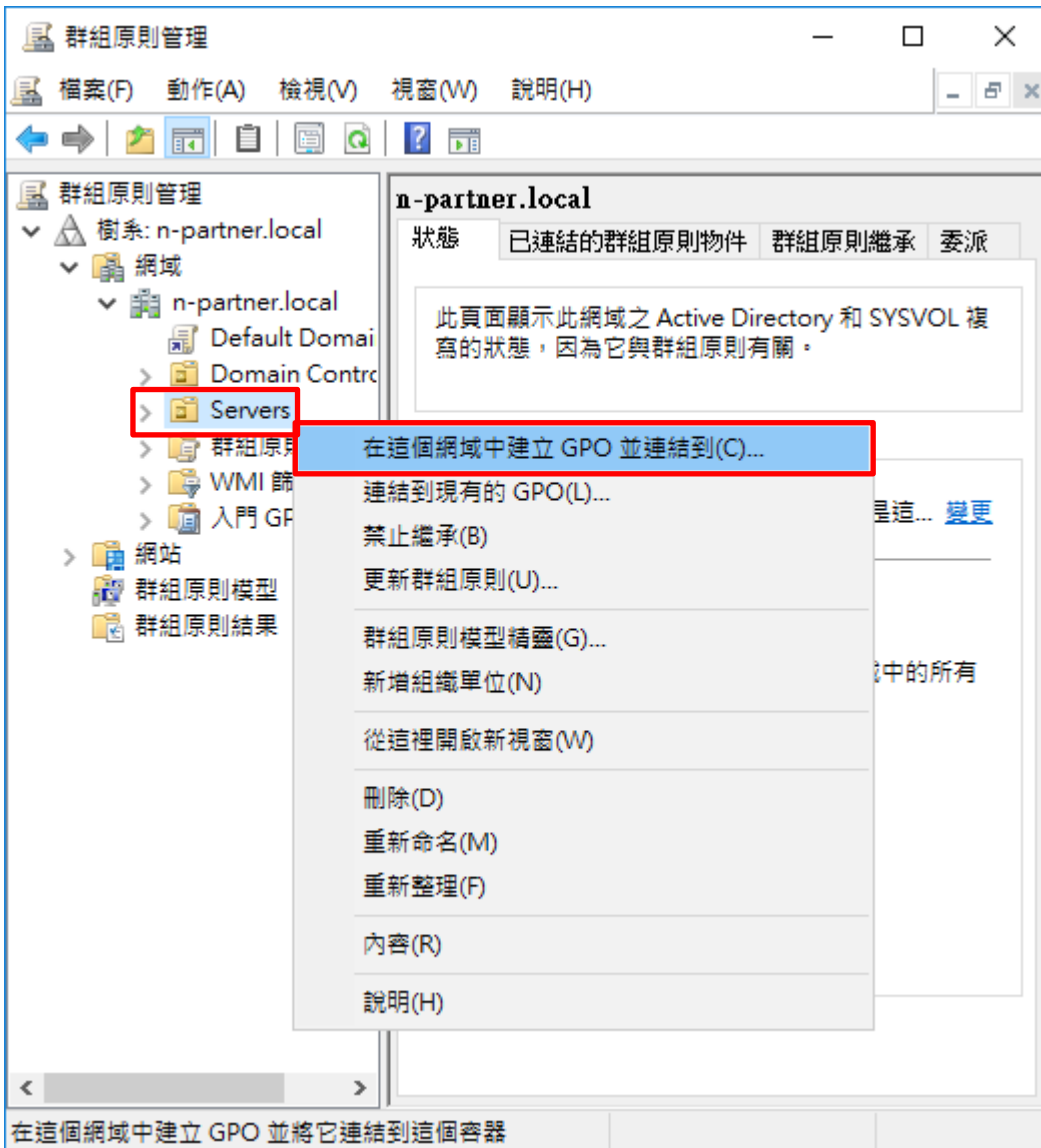 群組原則管理
檔案(F) 動作(A) 檢視(V) 視窗(W) 說明(H)
群組原則管理
樹系: n-partner.local
網域
n-partner.local
Default Domai
Domain Contrc
Servers
群組原
WMI 篩
入門 GP
網站
群組原則模型
群組原則結果
n-partner.local
狀態 已連結的群組原則物件 群組原則繼承 委派
此頁面顯示此網域之 Active Directory 和 SYSVOL 複
寫的狀態，因為它與群組原則有關。
是這... 變更
中的所有
在這個網域中建立 GPO 並連結到(C)...
連結到現有的 GPO(L)...
禁止繼承(B)
更新群組原則(U)...
群組原則模型精靈(G)...
新增組織單位(N)
從這裡開啟新視窗(W)
刪除(D)
重新命名(M)
重新整理(F)
內容(R)
說明(H)
在這個網域中建立 GPO 並將它連結到這個容器